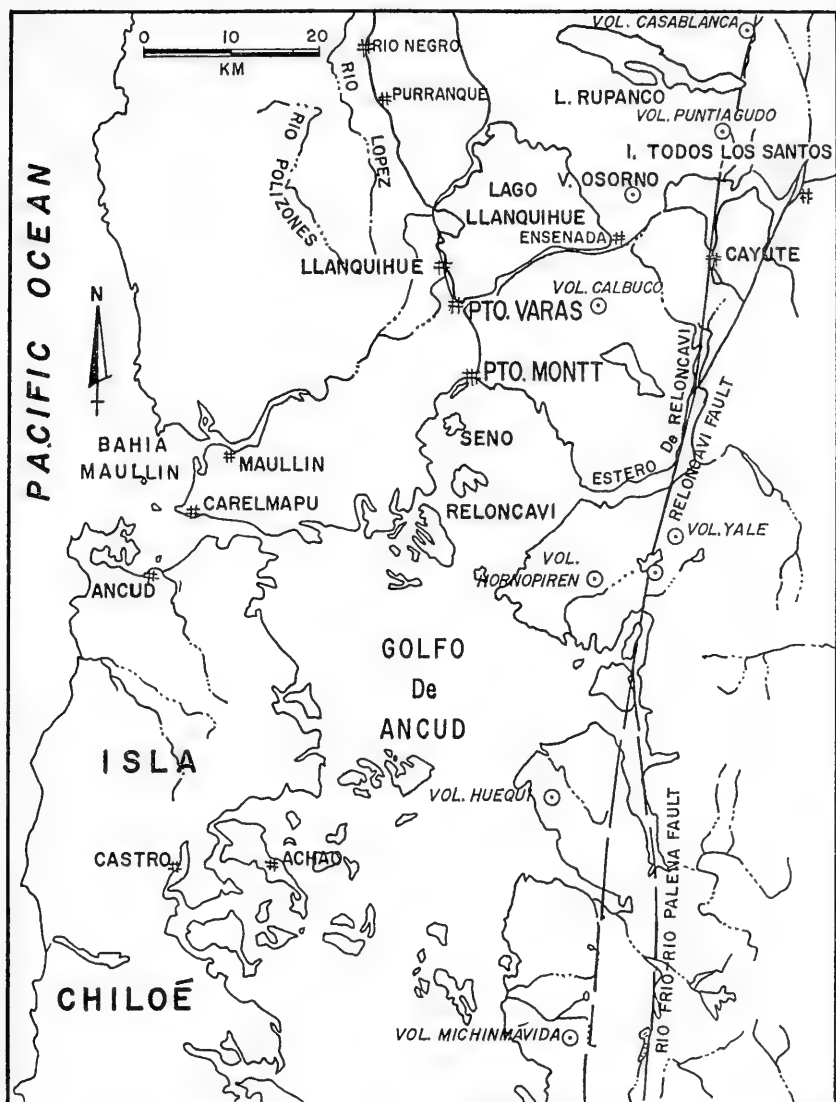 VOL. CASABLANCA
0 20
KM
RIO NEGRO
PURRANQUE
RIO LOPEZ
RIO POLIZONES
L. RUPANCO
VOL. PUNTIAGUDO
I. TODOS LOS SANTOS
V. OSORNO
LAGO
LLANQUIHUE
ENSENADA
LLANQUIHUE
CAYUTE
VOL. CALBUCO
PTO. VARAS
PTO. MONTT
N
PACIFIC OCEAN
BAHIA
MAULLIN
MAULLIN
CARELMAPU
SENO
RELONCAVI
ESTERO De RELONCAVI
RELONCAVI FAULT
VOL. YALE
VOL.
HORNOPIREN
ANCUD
GOLFO
De
ANCUD
ISLA
VOL. HUEQUI
CASTRO
ACHAO
RIO FRIO-RIO PALENA FAULT
CHILOÉ
VOL. MICHINMÁVIDA